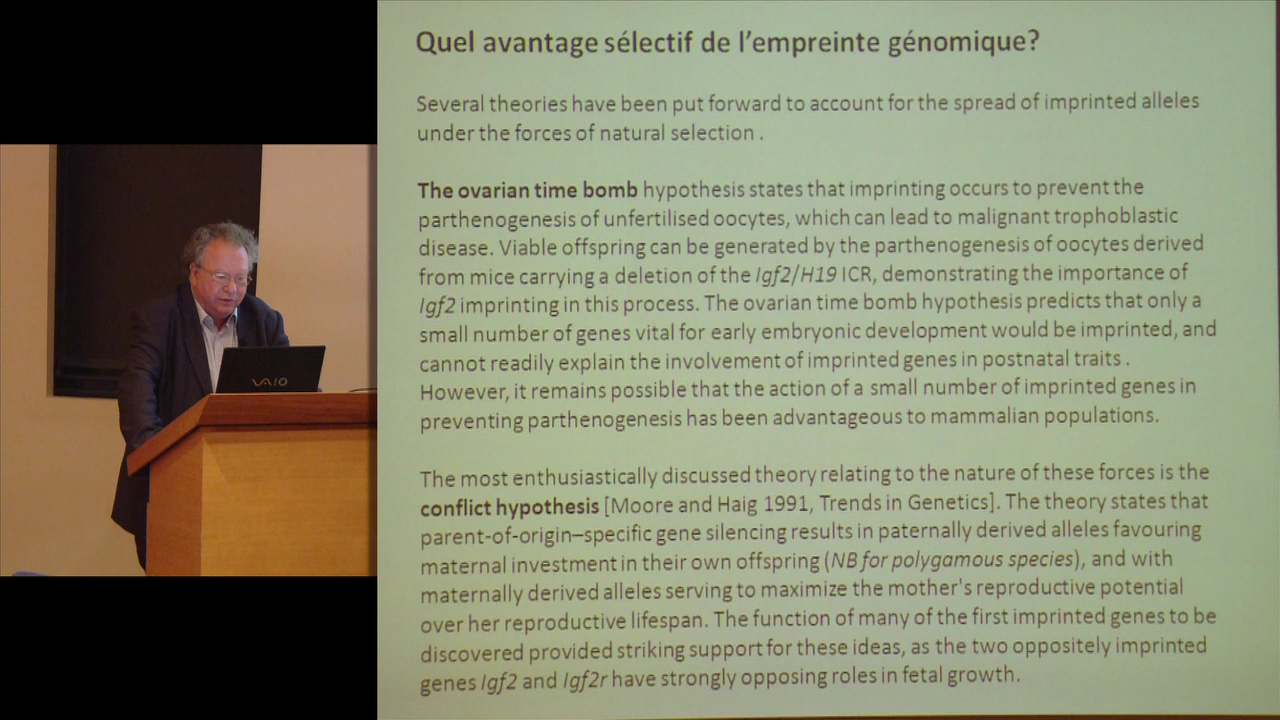 Quel avantage sélectif de l’empreinte génomique?
Several theories have been put forward to account for the spread of imprinted alleles
under the forces of natural selection .
The ovarian time bomb hypothesis states that imprinting occurs to prevent the
parthenogenesis of unfertilised oocytes, which can lead to malignant trophoblastic
disease. Viable offspring can be generated by the parthenogenesis of oocytes derived
from mice carrying a deletion of the Igf2/H19 ICR, demonstrating the importance of
Igf2 imprinting in this process. The ovarian time bomb hypothesis predicts that only a
small number of genes vital for early embryonic development would be imprinted, and
cannot readily explain the involvement of imprinted genes in postnatal traits .
However, it remains possible that the action of a small number of imprinted genes in
preventing parthenogenesis has been advantageous to mammalian populations.
The most enthusiastically discussed theory relating to the nature of these forces is the
conflict hypothesis [Moore and Haig 1991, Trends in Genetics]. The theory states that
parent-of-origin–specific gene silencing results in paternally derived alleles favouring
maternal investment in their own offspring (NB for polygamous species), and with
maternally derived alleles serving to maximize the mother's reproductive potential
over her reproductive lifespan. The function of many of the first imprinted genes to be
discovered provided striking support for these ideas, as the two oppositely imprinted
genes Igf2 and Igf2r have strongly opposing roles in fetal growth.
VAIO